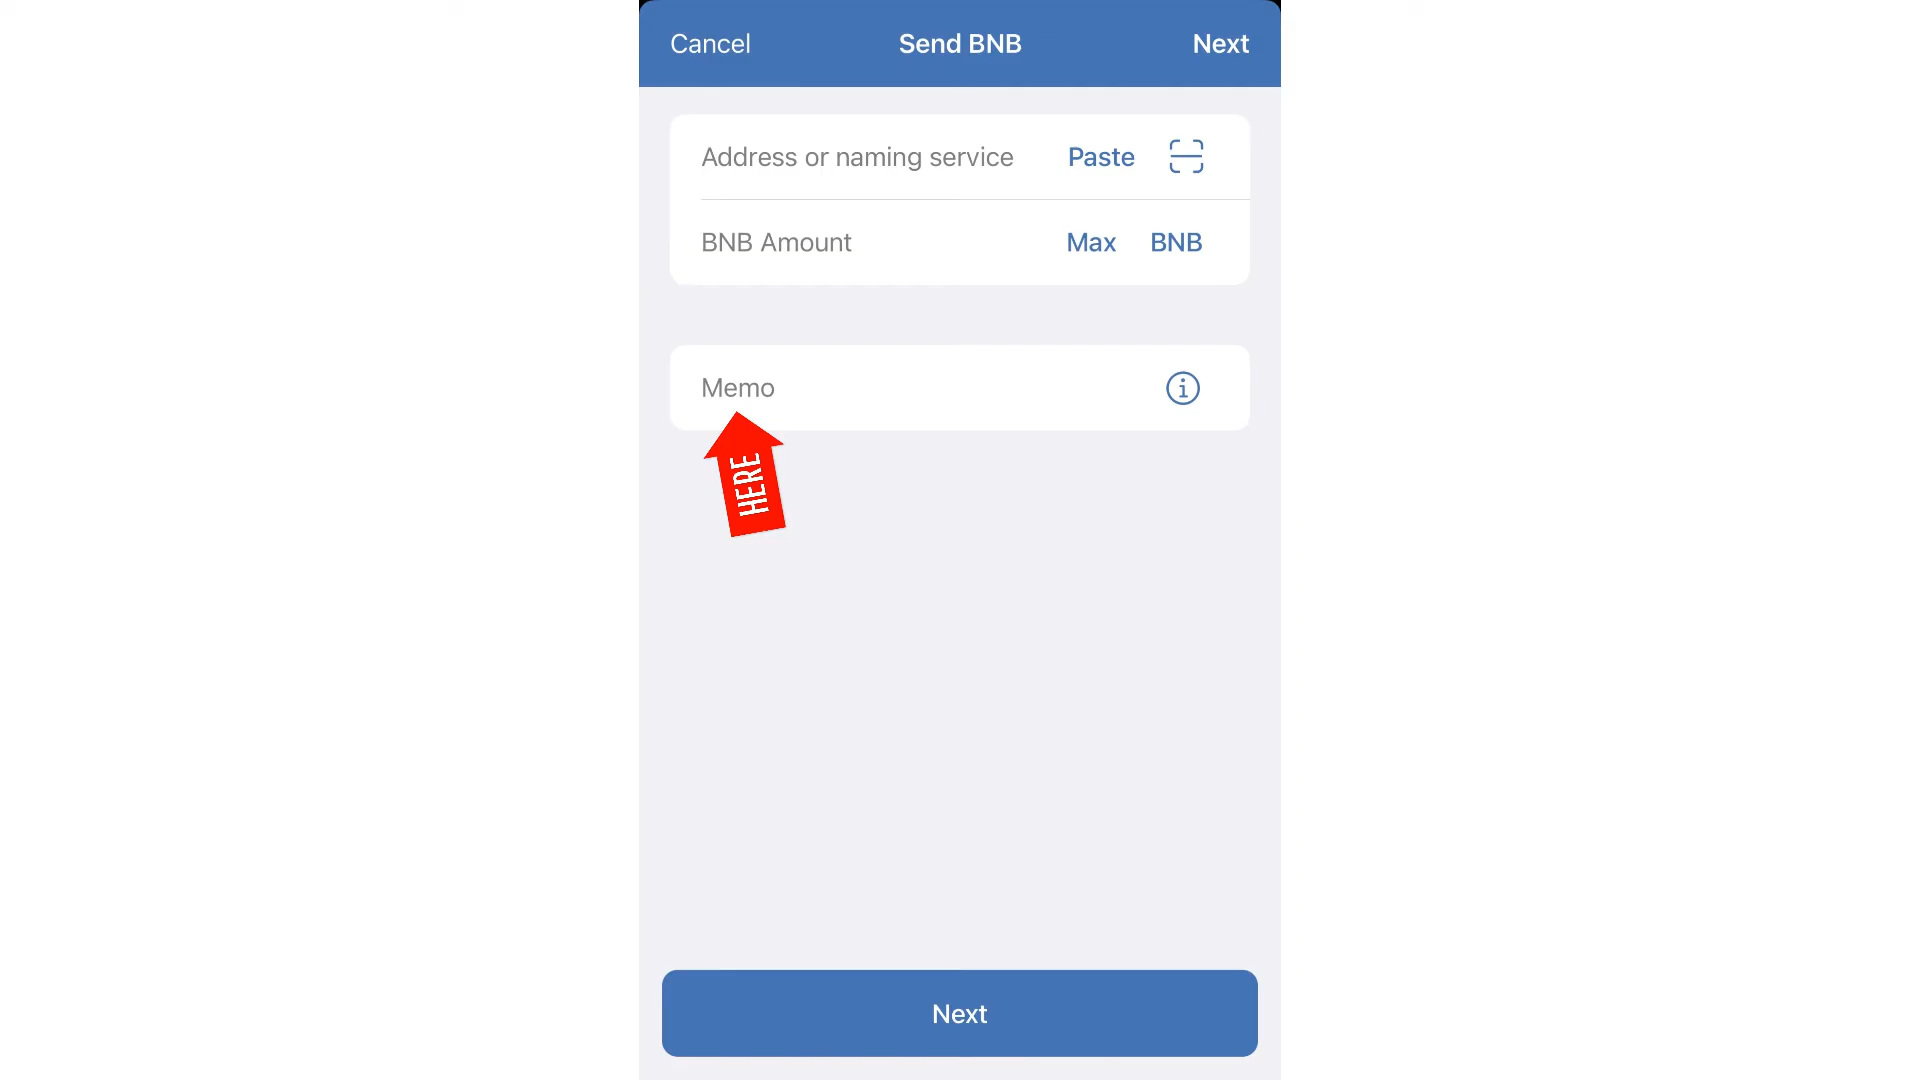 Cancel Send BNB Next
Address or naming service Paste
BNB Amount Max BNB
Memo
HERE
Next